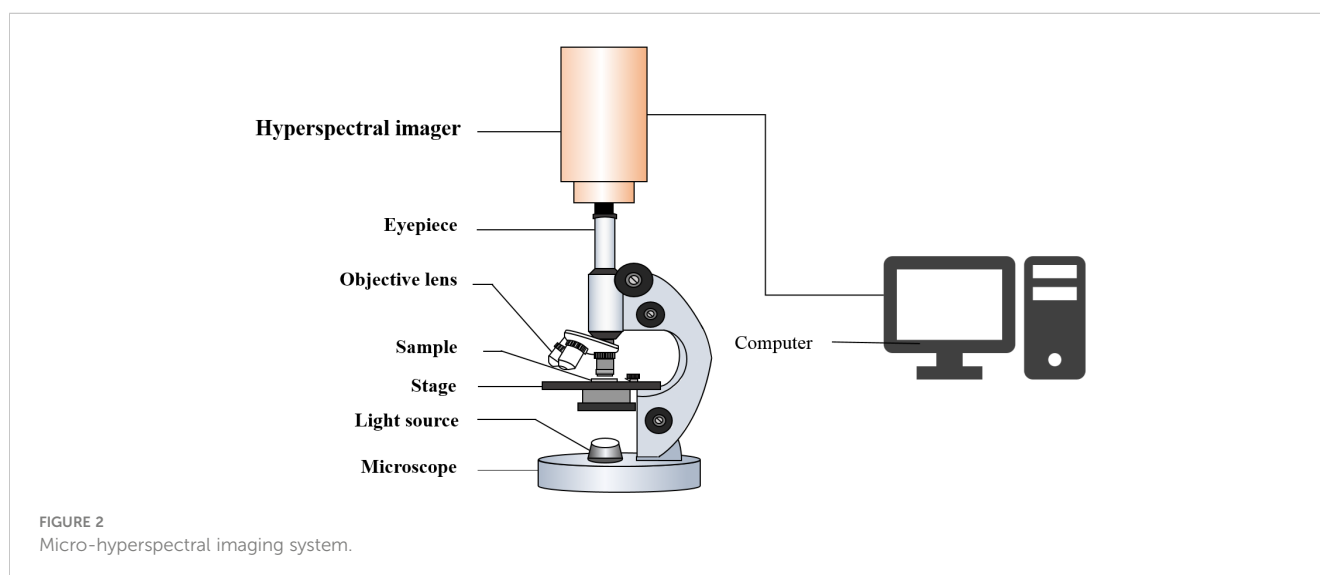 Hyperspectral imager
Eyepiece
Objective lens
Sample
Computer
Stage
Light source
Microscope
FIGURE 2
Micro-hyperspectral imaging system.